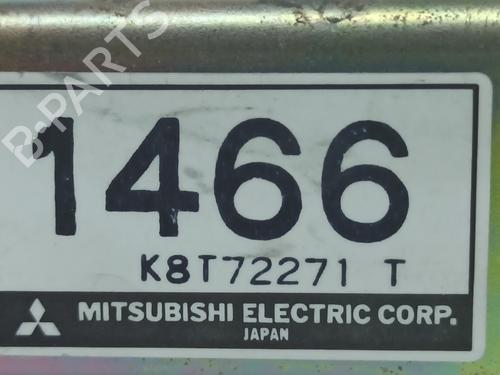 B-PARTS
1466
K8T72271 T
MITSUBISHI ELECTRIC CORP.
JAPAN